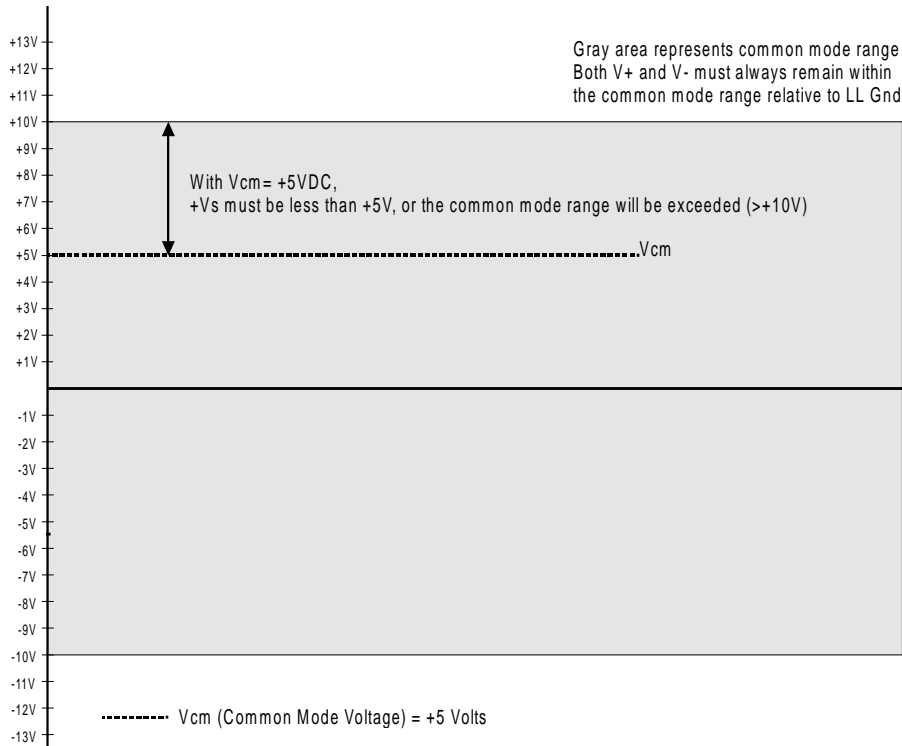 Gray area represents common mode range
Both V+ and V- must always remain within
the common mode range relative to LL Gnd
+13V
+12V
+11V
+10V
+9V
+8V
+7V
+6V
+5V
+4V
+3V
+2V
+1V
-1V
-2V
-3V
-4V
-5V
-6V
-7V
-8V
-9V
-10V
-11V
-12V
-13V
With Vcm= +5VDC,
+Vs must be less than +5V, or the common mode range will be exceeded (>+10V)
Vcm
Vcm (Common Mode Voltage) = +5 Volts